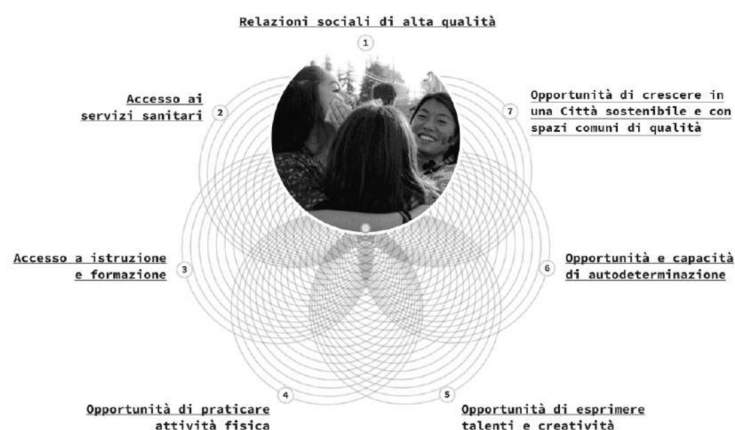 Relazioni sociali di alta qualità
1
Accesso ai
servizi sanitari
2
Accesso a istruzione
e formazione
3
Opportunità di praticare
attività fisica
4
Opportunità di esprimere
talenti e creatività
5
Opportunità e capacità
di autodeterminazione
6
Opportunità di crescere in
una Città sostenibile e con
spazi comuni di qualità
7